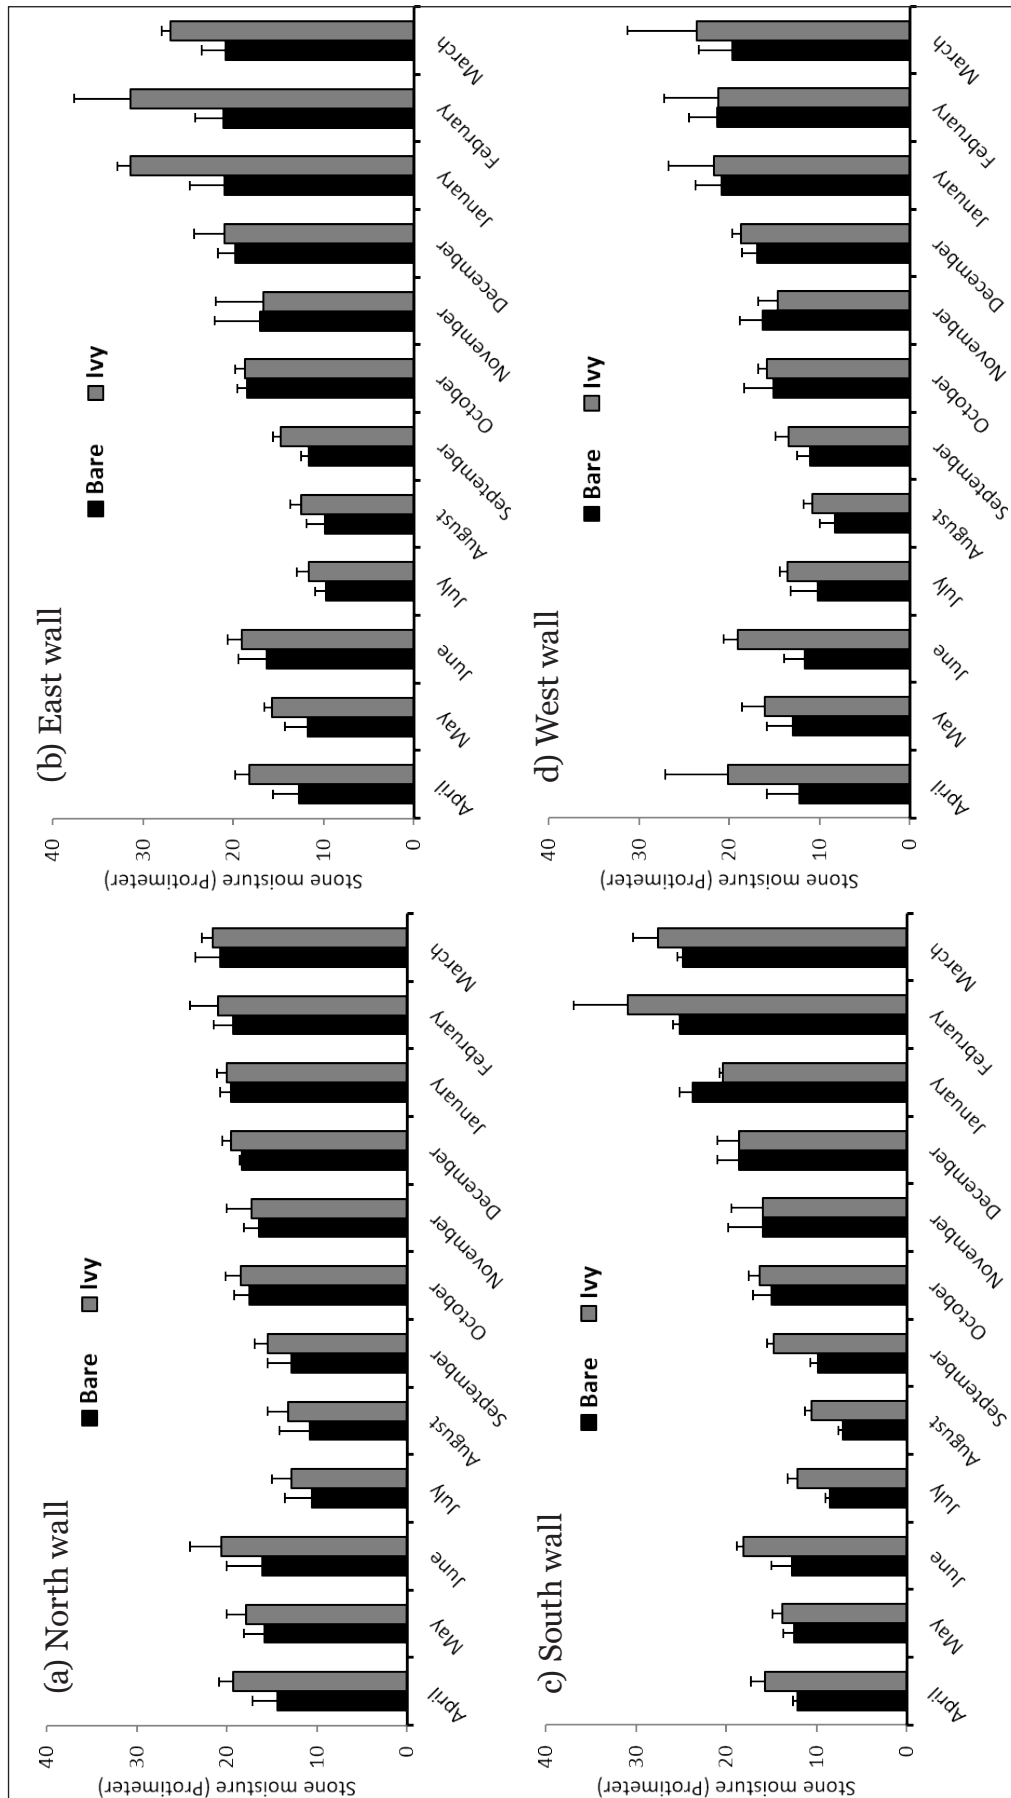 (a) North wall
Bare Ivy
Stone moisture (Protimeter)
40
30
20
10
0
April May June July August September October November December January February March
(b) East wall
Bare Ivy
Stone moisture (Protimeter)
40
30
20
10
0
April May June July August September October November December January February March
c) South wall
Bare Ivy
Stone moisture (Protimeter)
40
30
20
10
0
April May June July August September October November December January February March
d) West wall
Bare Ivy
Stone moisture (Protimeter)
40
30
20
10
0
April May June July August September October November December January February March